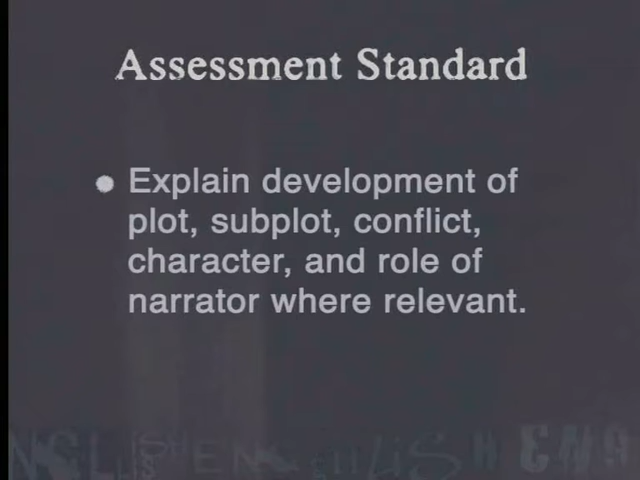 Assessment Standard
Explain development of
plot, subplot, conflict,
character, and role of
narrator where relevant.